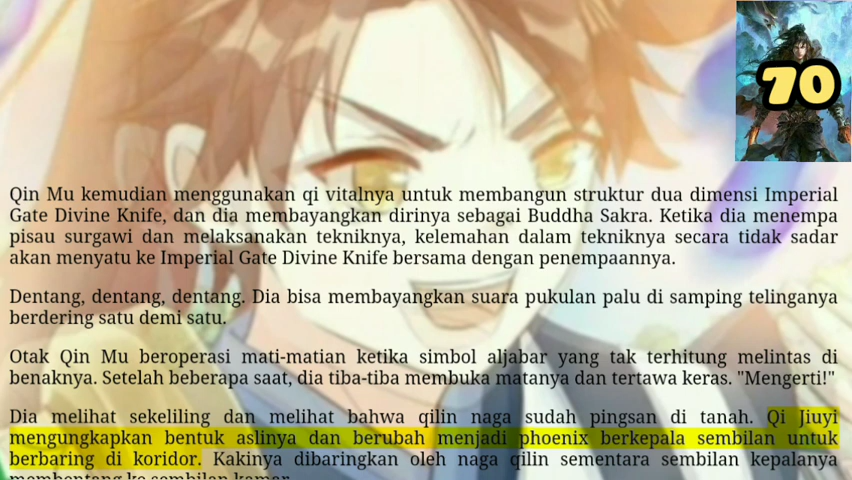 70
Qin Mu kemudian menggunakan qi vitalnya untuk membangun struktur dua dimensi Imperial
Gate Divine Knife, dan dia membayangkan dirinya sebagai Buddha Sakra. Ketika dia menempa
pisau surgawi dan melaksanakan tekniknya, kelemahan dalam tekniknya secara tidak sadar
akan menyatu ke Imperial Gate Divine Knife bersama dengan penempaannya.
Dentang, dentang, dentang. Dia bisa membayangkan suara pukulan palu di samping telinganya
berdering satu demi satu.
Otak Qin Mu beroperasi mati-matian ketika simbol aljabar yang tak terhitung melintas di
benaknya. Setelah beberapa saat, dia tiba-tiba membuka matanya dan tertawa keras. "Mengerti!"
Dia melihat sekeliling dan melihat bahwa qilin naga sudah pingsan di tanah. Qi Jiuyi
mengungkapkan bentuk aslinya dan berubah menjadi phoenix berkepala sembilan untuk
berbaring di koridor. Kakinya dibaringkan oleh naga qilin sementara sembilan kepalanya
membentang ke sembilan kamar.